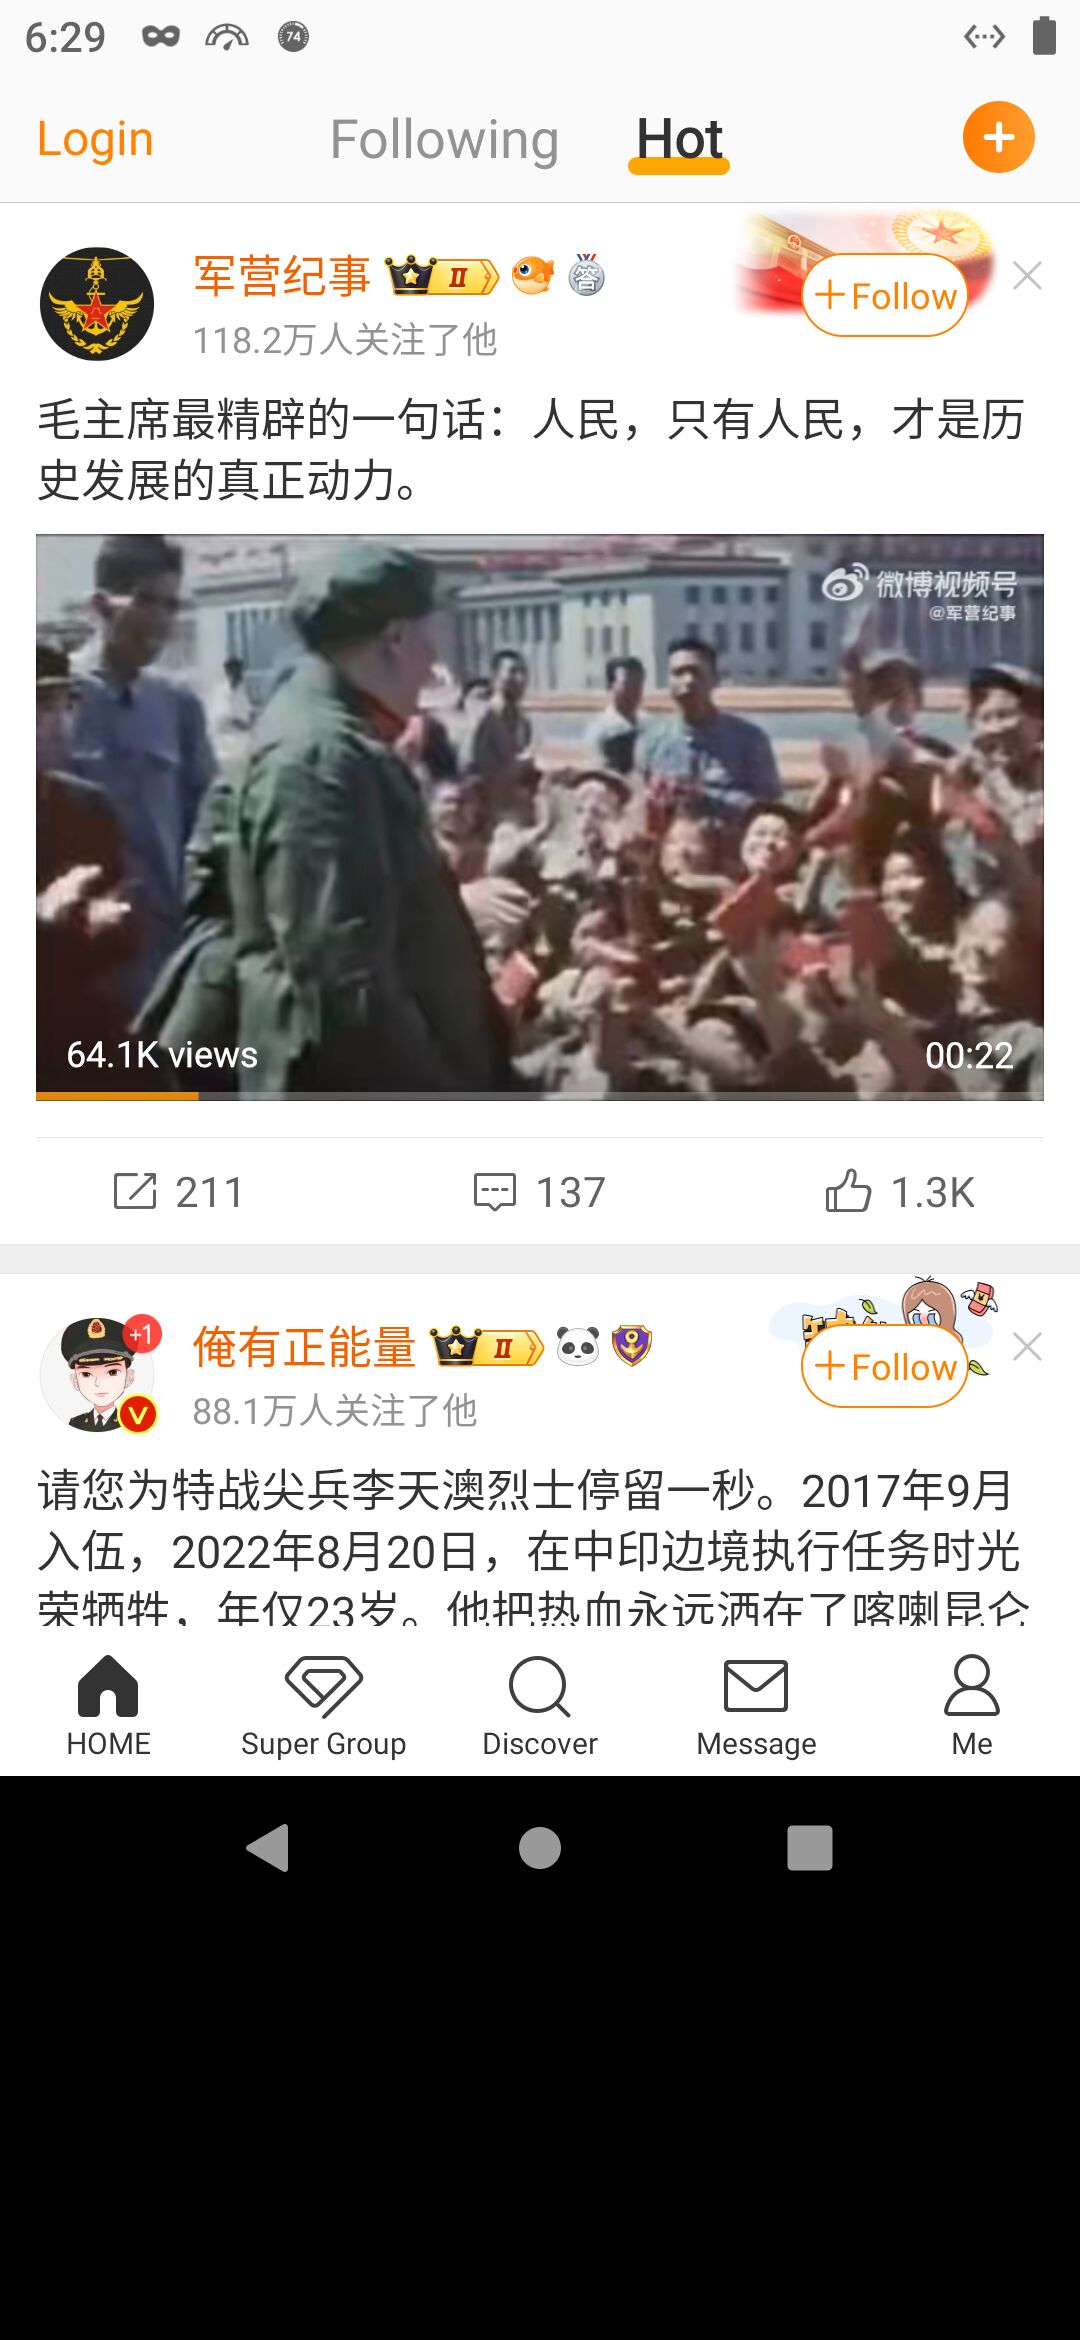 6:29
74
Login
Following
Hot
军营纪事
II
答
+Follow
118.2万人关注了他
毛主席最精辟的一句话：人民，只有人民，才是历
史发展的真正动力。
微博视频号
@军营纪事
64.1K views
00:22
211
137
1.3K
+1
V
俺有正能量
II
+Follow
88.1万人关注了他
请您为特战尖兵李天澳烈士停留一秒。2017年9月
入伍，2022年8月20日，在中印边境执行任务时光
荣牺牲，年仅23岁。他把热血永远洒在了喀喇昆仑
HOME
Super Group
Discover
Message
Me